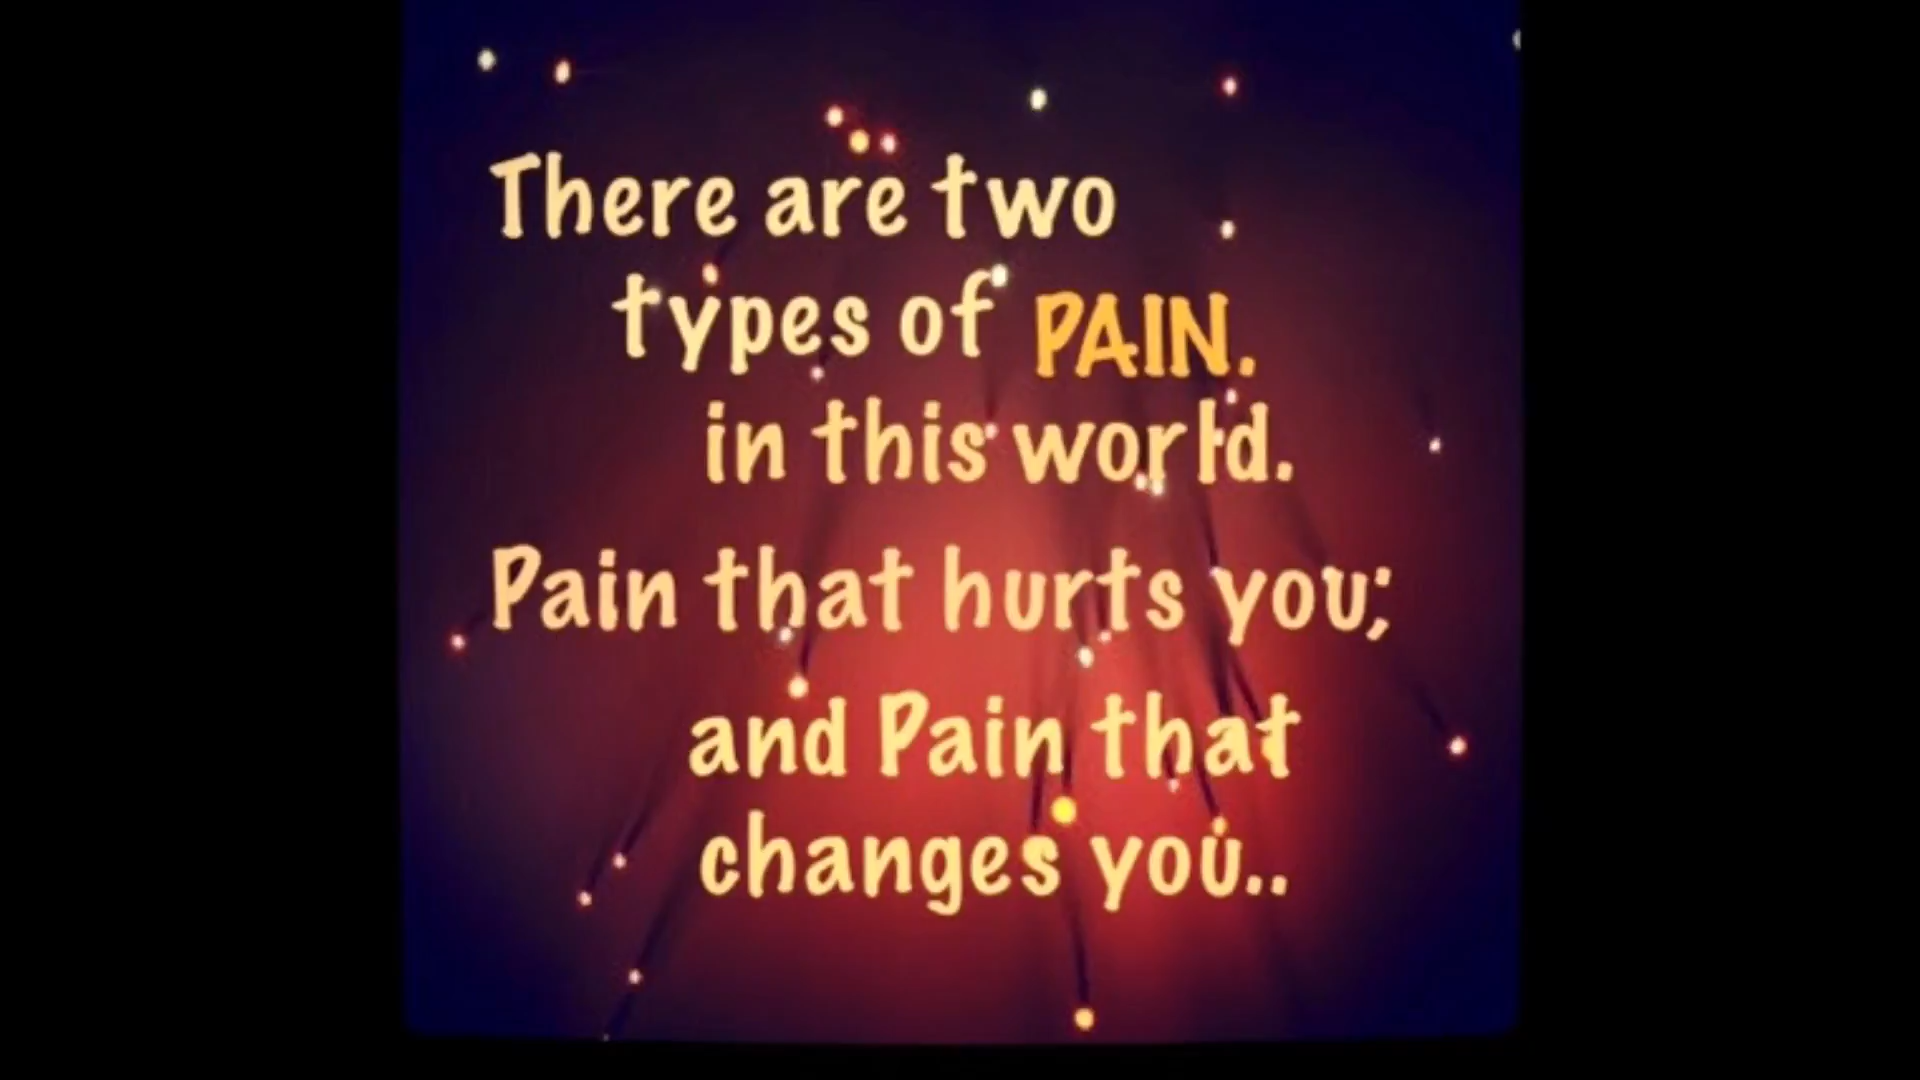 There are two
types of PAIN.
in this world.
Pain that hurts you;
and Pain that
changes you..